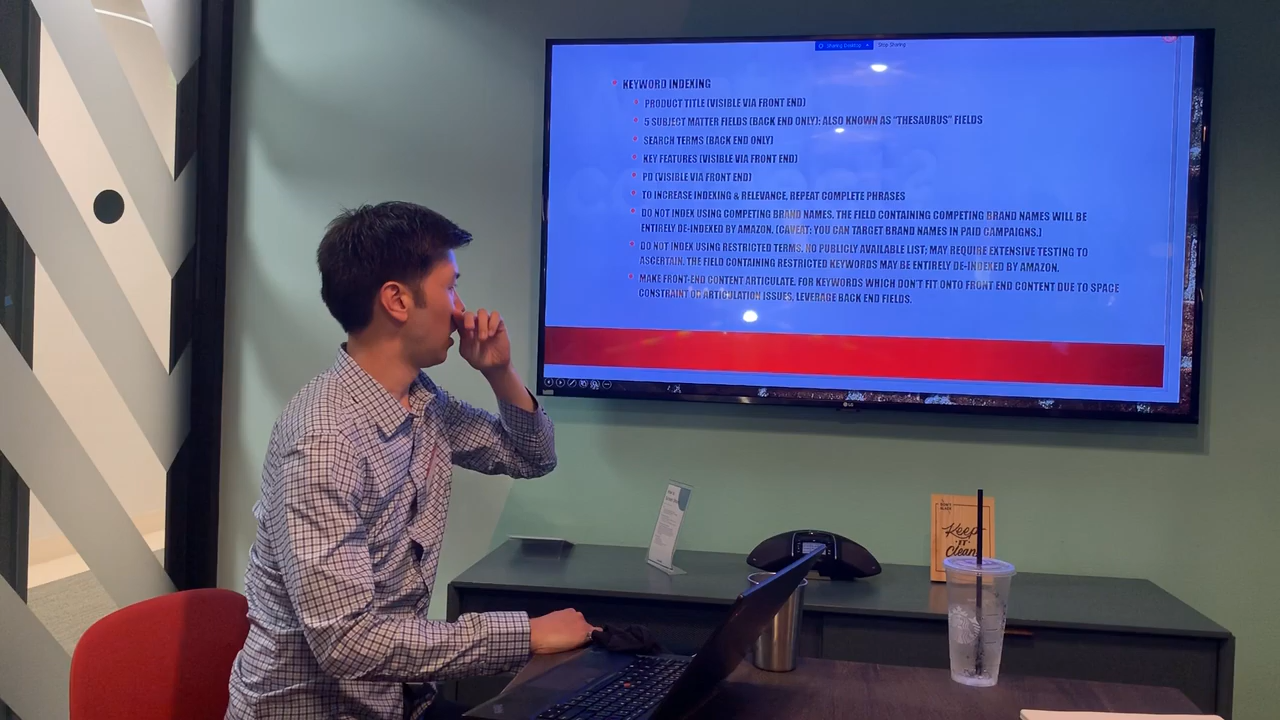 Sharing Desktop Stop Sharing
KEYWORD INDEXING
PRODUCT TITLE (VISIBLE VIA FRONT END)
5 SUBJECT MATTER FIELDS (BACK END ONLY); ALSO KNOWN AS "THESAURUS" FIELDS
SEARCH TERMS (BACK END ONLY)
KEY FEATURES (VISIBLE VIA FRONT END)
PD (VISIBLE VIA FRONT END)
TO INCREASE INDEXING & RELEVANCE, REPEAT COMPLETE PHRASES
DO NOT INDEX USING COMPETING BRAND NAMES. THE FIELD CONTAINING COMPETING BRAND NAMES WILL BE
ENTIRELY DE-INDEXED BY AMAZON. (CAVEAT: YOU CAN TARGET BRAND NAMES IN PAID CAMPAIGNS.)
DO NOT INDEX USING RESTRICTED TERMS. NO PUBLICLY AVAILABLE LIST; MAY REQUIRE EXTENSIVE TESTING TO
ASCERTAIN. THE FIELD CONTAINING RESTRICTED KEYWORDS MAY BE ENTIRELY DE-INDEXED BY AMAZON.
MAKE FRONT-END CONTENT ARTICULATE. FOR KEYWORDS WHICH DON'T FIT ONTO FRONT END CONTENT DUE TO SPACE
CONSTRAINT OR ARTICULATION ISSUES, LEVERAGE BACK END FIELDS.
LG
Keep
IT
Clean